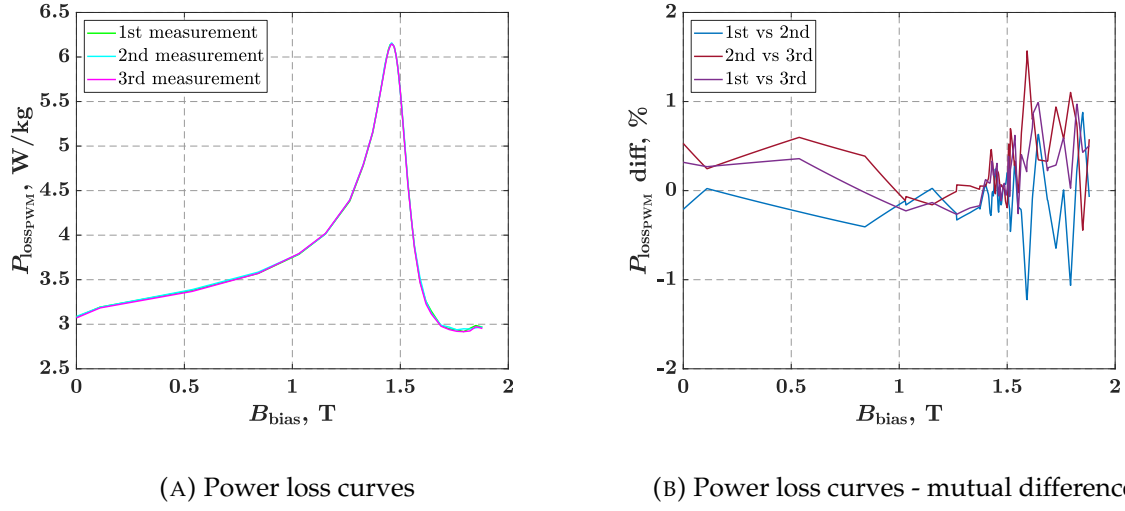 6.5
6
5.5
5
4.5
4
3.5
3
2.5
0
0.5
1
1.5
2
P_lossPWM, W/kg
B_bias, T
1st measurement
2nd measurement
3rd measurement
(A) Power loss curves
2
1
0
-1
-2
0
0.5
1
1.5
2
P_lossPWM diff, %
B_bias, T
1st vs 2nd
2nd vs 3rd
1st vs 3rd
(B) Power loss curves - mutual difference